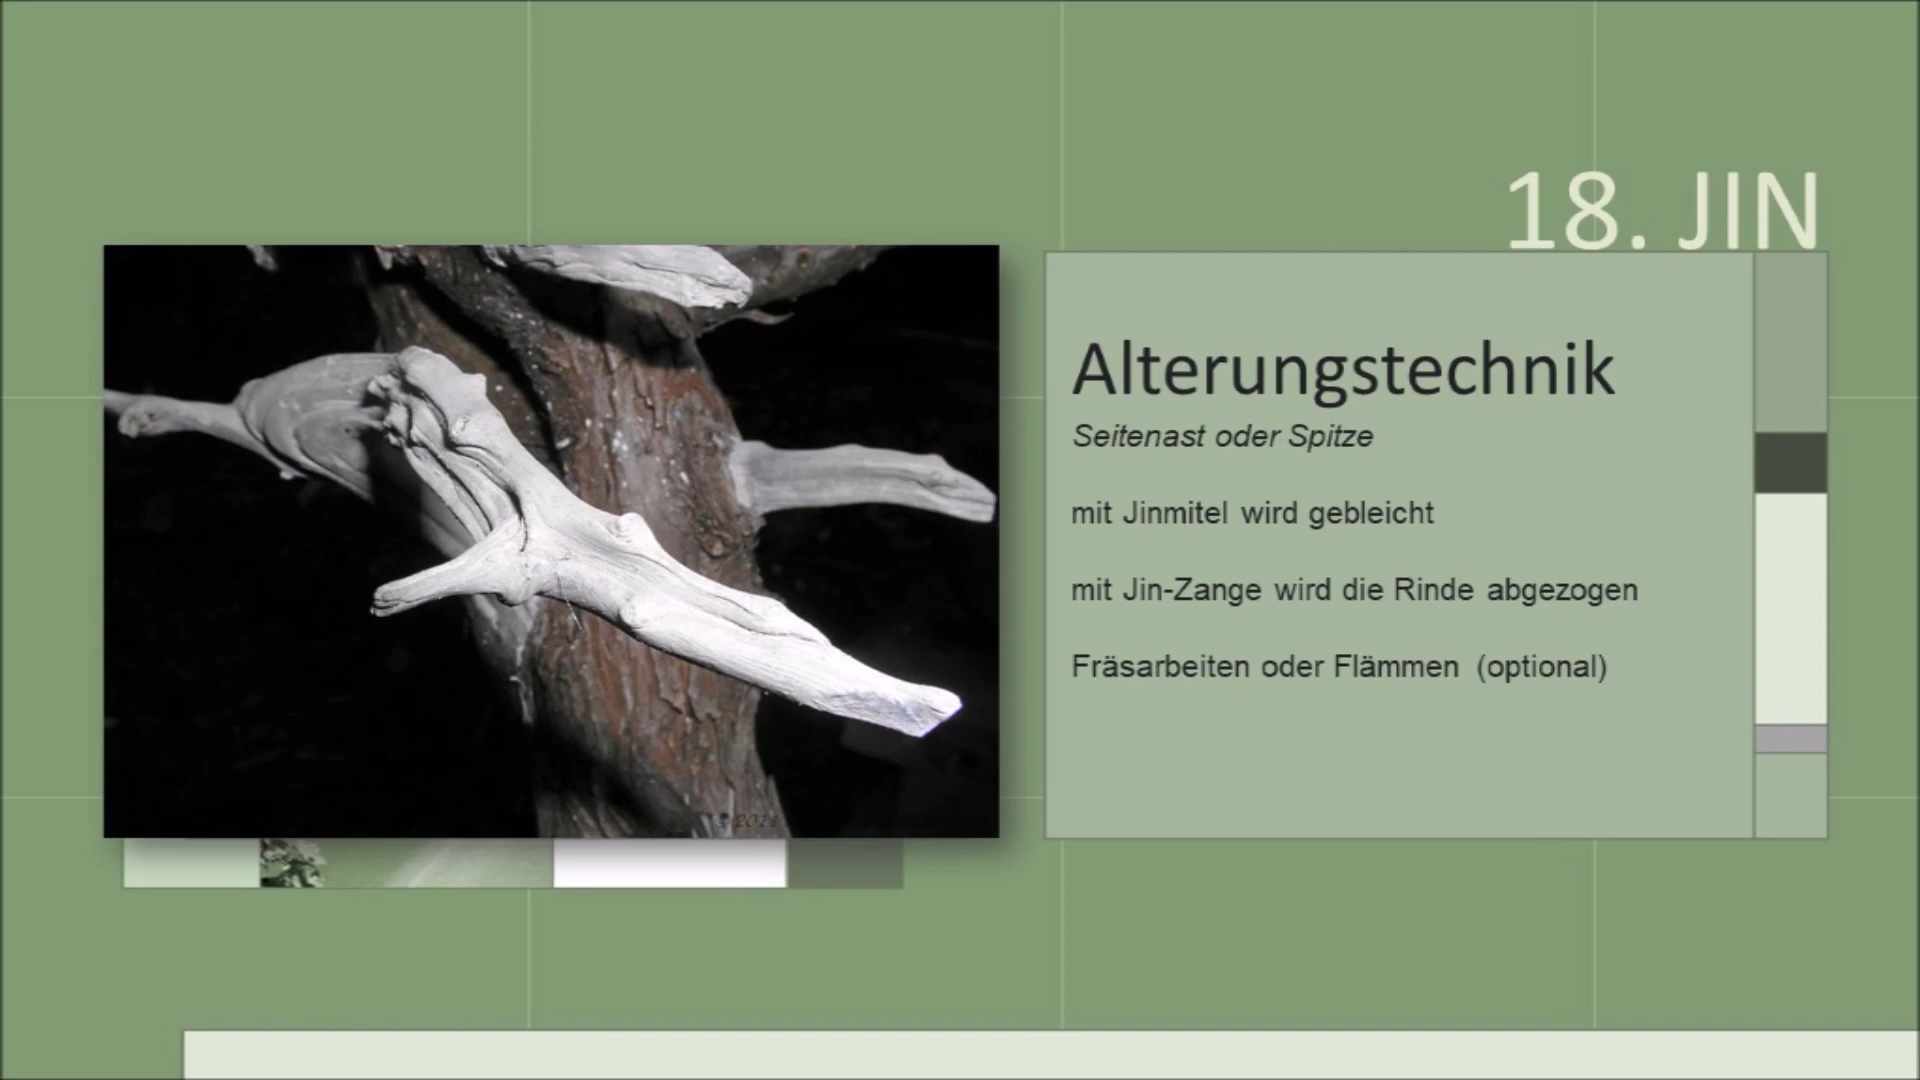 18. JIN
Alterungstechnik
Seitenast oder Spitze
mit Jinmitel wird gebleicht
mit Jin-Zange wird die Rinde abgezogen
Fräsarbeiten oder Flämmen (optional)
© 2011